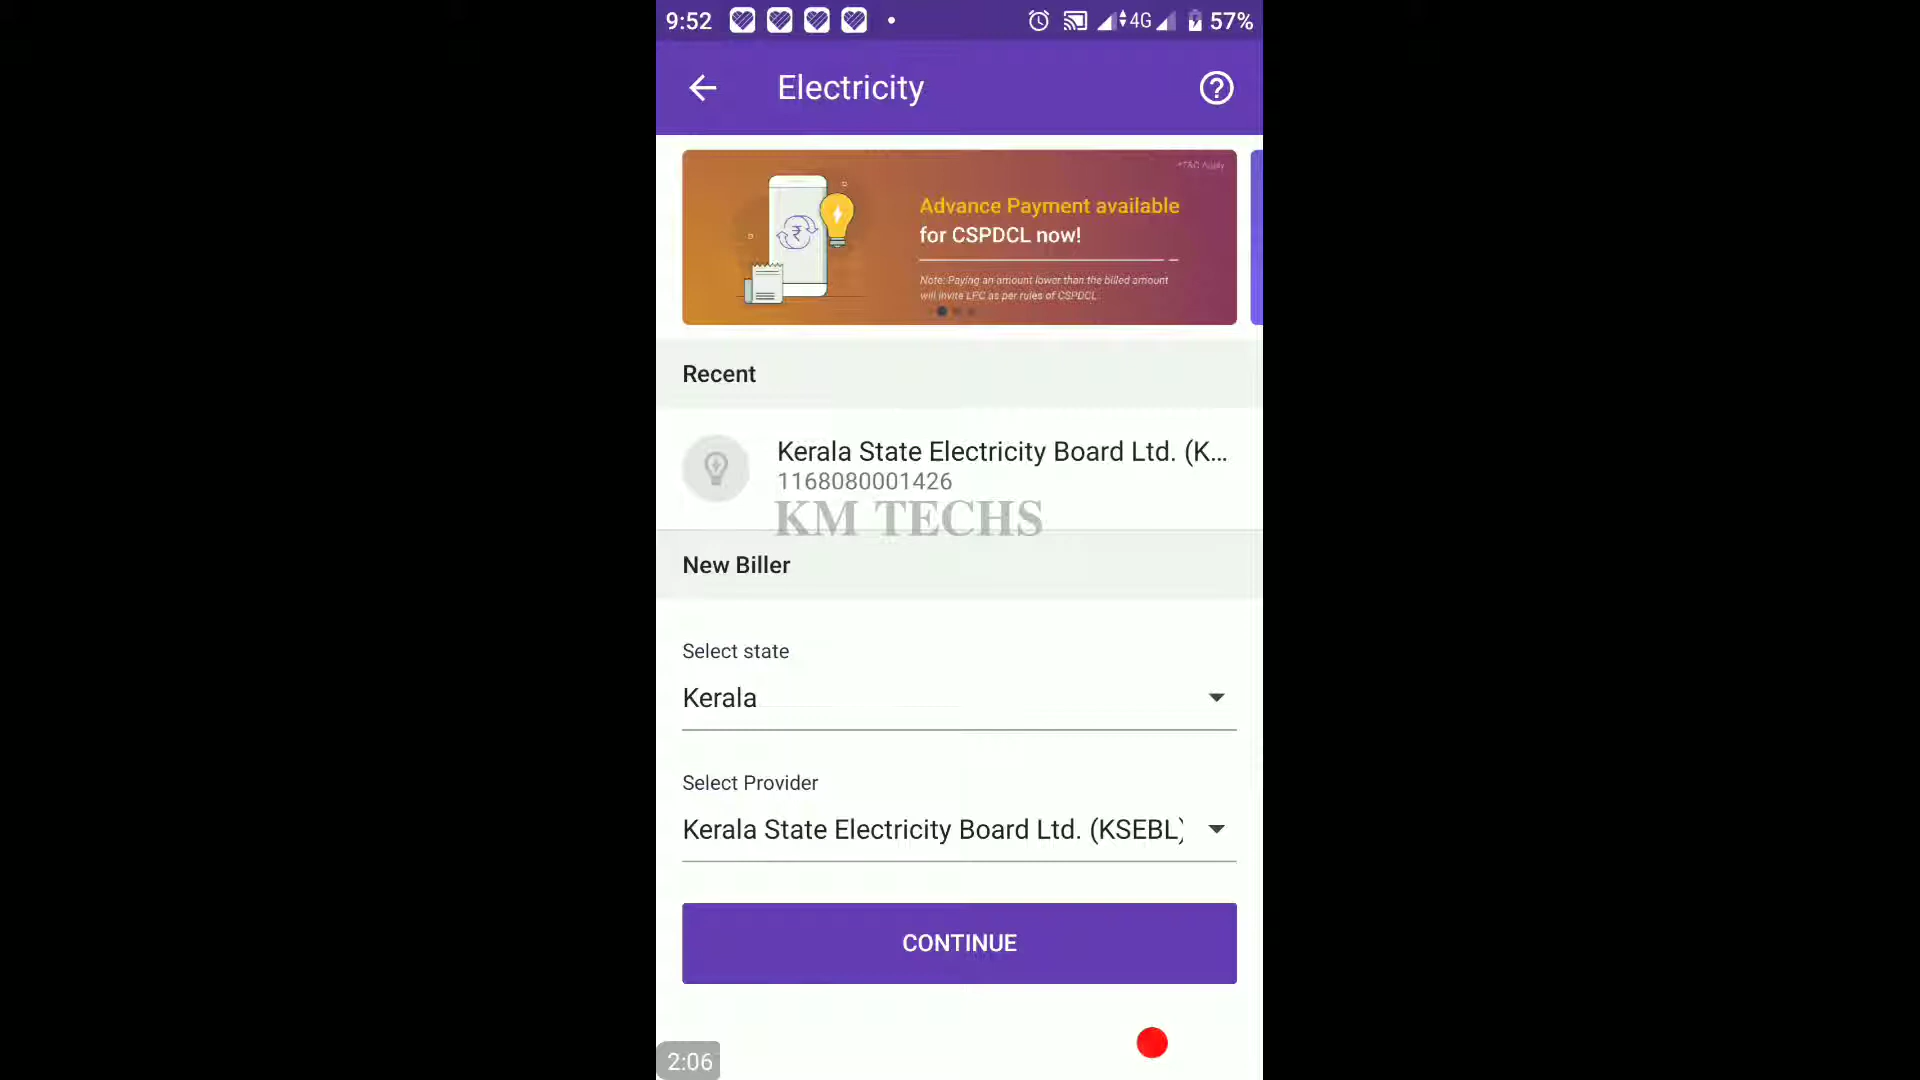 9:52 4G 57%
Electricity
*T&C Apply
Advance Payment available
for CSPDCL now!
Note: Paying an amount lower than the billed amount
will invite LPC as per rules of CSPDCL
Recent
Kerala State Electricity Board Ltd. (K...
1168080001426
KM TECHS
New Biller
Select state
Kerala
Select Provider
Kerala State Electricity Board Ltd. (KSEBL)
CONTINUE
2:06